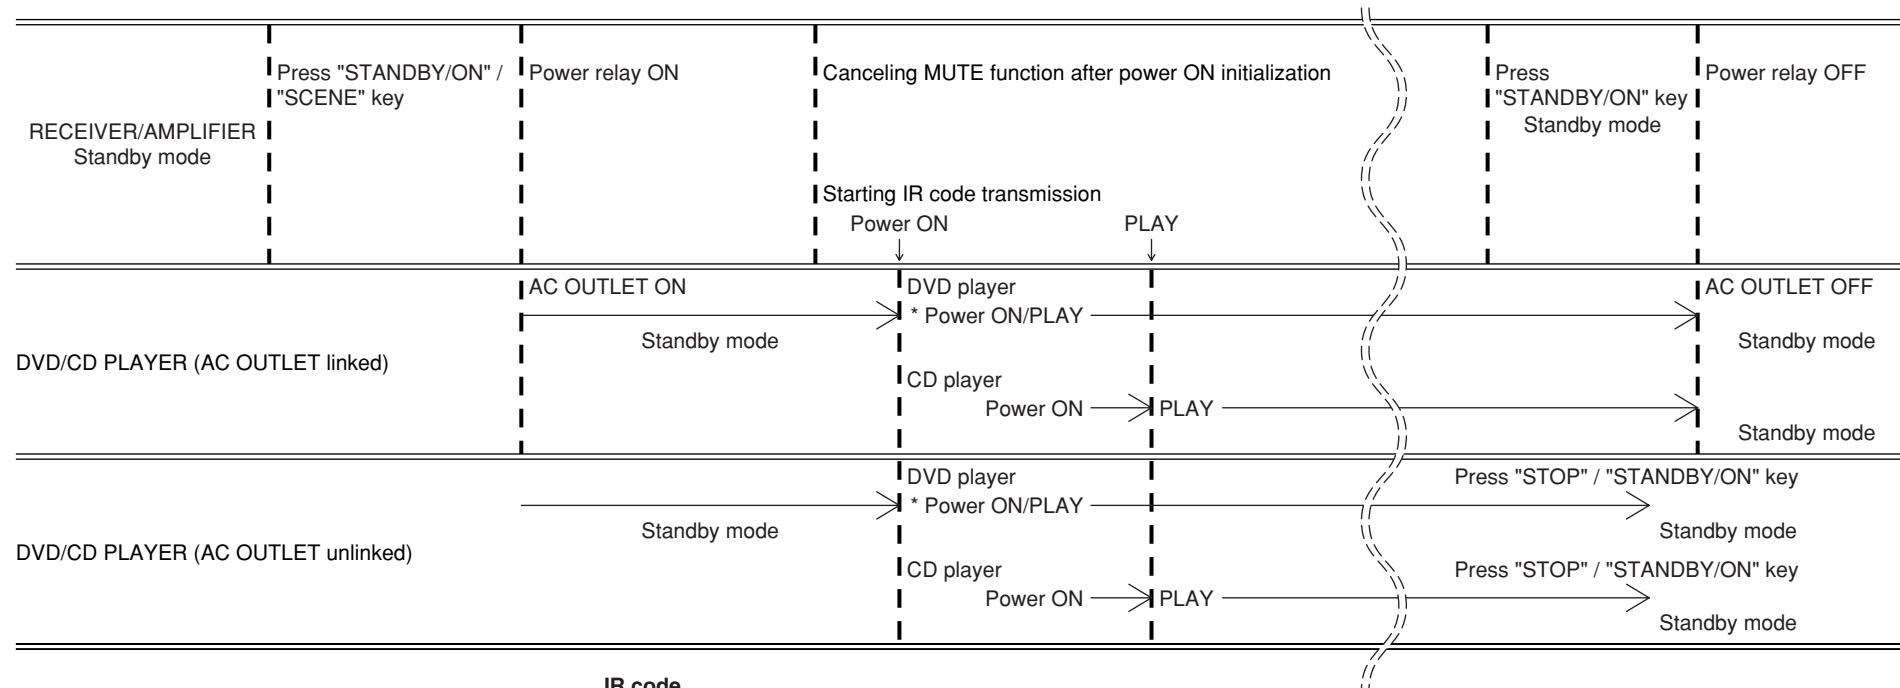 Press "STANDBY/ON" /
"SCENE" key
Power relay ON
Canceling MUTE function after power ON initialization
Press
"STANDBY/ON" key
Standby mode
Power relay OFF
RECEIVER/AMPLIFIER
Standby mode
Starting IR code transmission
Power ON
PLAY
AC OUTLET ON
DVD player
* Power ON/PLAY
AC OUTLET OFF
Standby mode
Standby mode
DVD/CD PLAYER (AC OUTLET linked)
CD player
Power ON
PLAY
Standby mode
DVD player
* Power ON/PLAY
Press "STOP" / "STANDBY/ON" key
Standby mode
Standby mode
DVD/CD PLAYER (AC OUTLET unlinked)
CD player
Power ON
PLAY
Press "STOP" / "STANDBY/ON" key
Standby mode
IR code